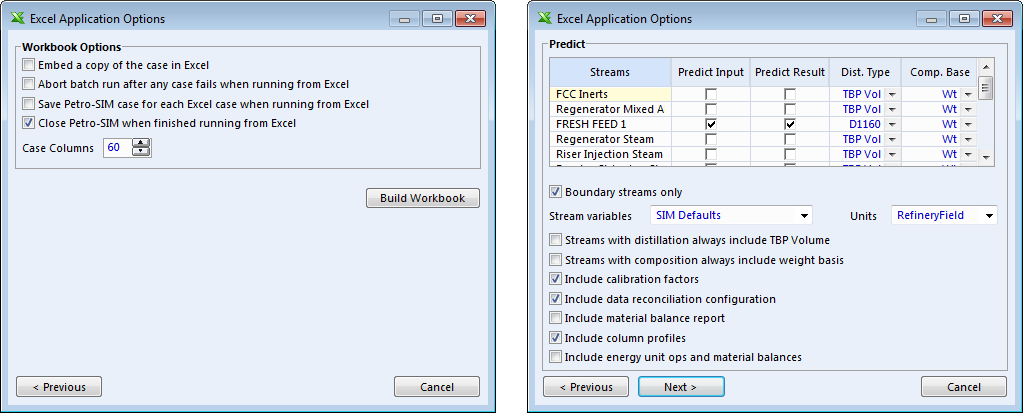 Excel Application Options
Workbook Options
Embed a copy of the case in Excel
Abort batch run after any case fails when running from Excel
Save Petro-SIM case for each Excel case when running from Excel
Close Petro-SIM when finished running from Excel
Case Columns 60
Build Workbook
< Previous Cancel
Excel Application Options
Predict
Streams Predict Input Predict Result Dist. Type Comp. Base
FCC Inerts TBP Vol Wt
Regenerator Mixed A TBP Vol Wt
FRESH FEED 1 D1160 Wt
Regenerator Steam TBP Vol Wt
Riser Injection Steam TBP Vol Wt
Boundary streams only
Stream variables SIM Defaults Units RefineryField
Streams with distillation always include TBP Volume
Streams with composition always include weight basis
Include calibration factors
Include data reconciliation configuration
Include material balance report
Include column profiles
Include energy unit ops and material balances
< Previous Next > Cancel